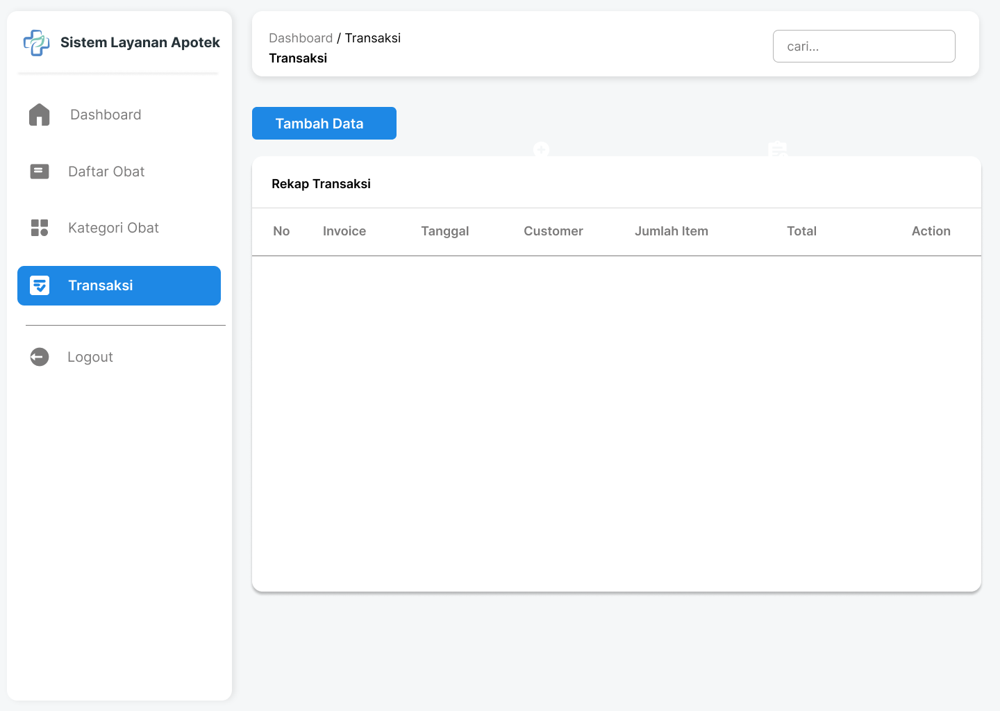 Sistem Layanan Apotek
Dashboard
Daftar Obat
Kategori Obat
Transaksi
Logout
Dashboard / Transaksi
Transaksi
cari...
Tambah Data
Rekap Transaksi
No Invoice Tanggal Customer Jumlah Item Total Action